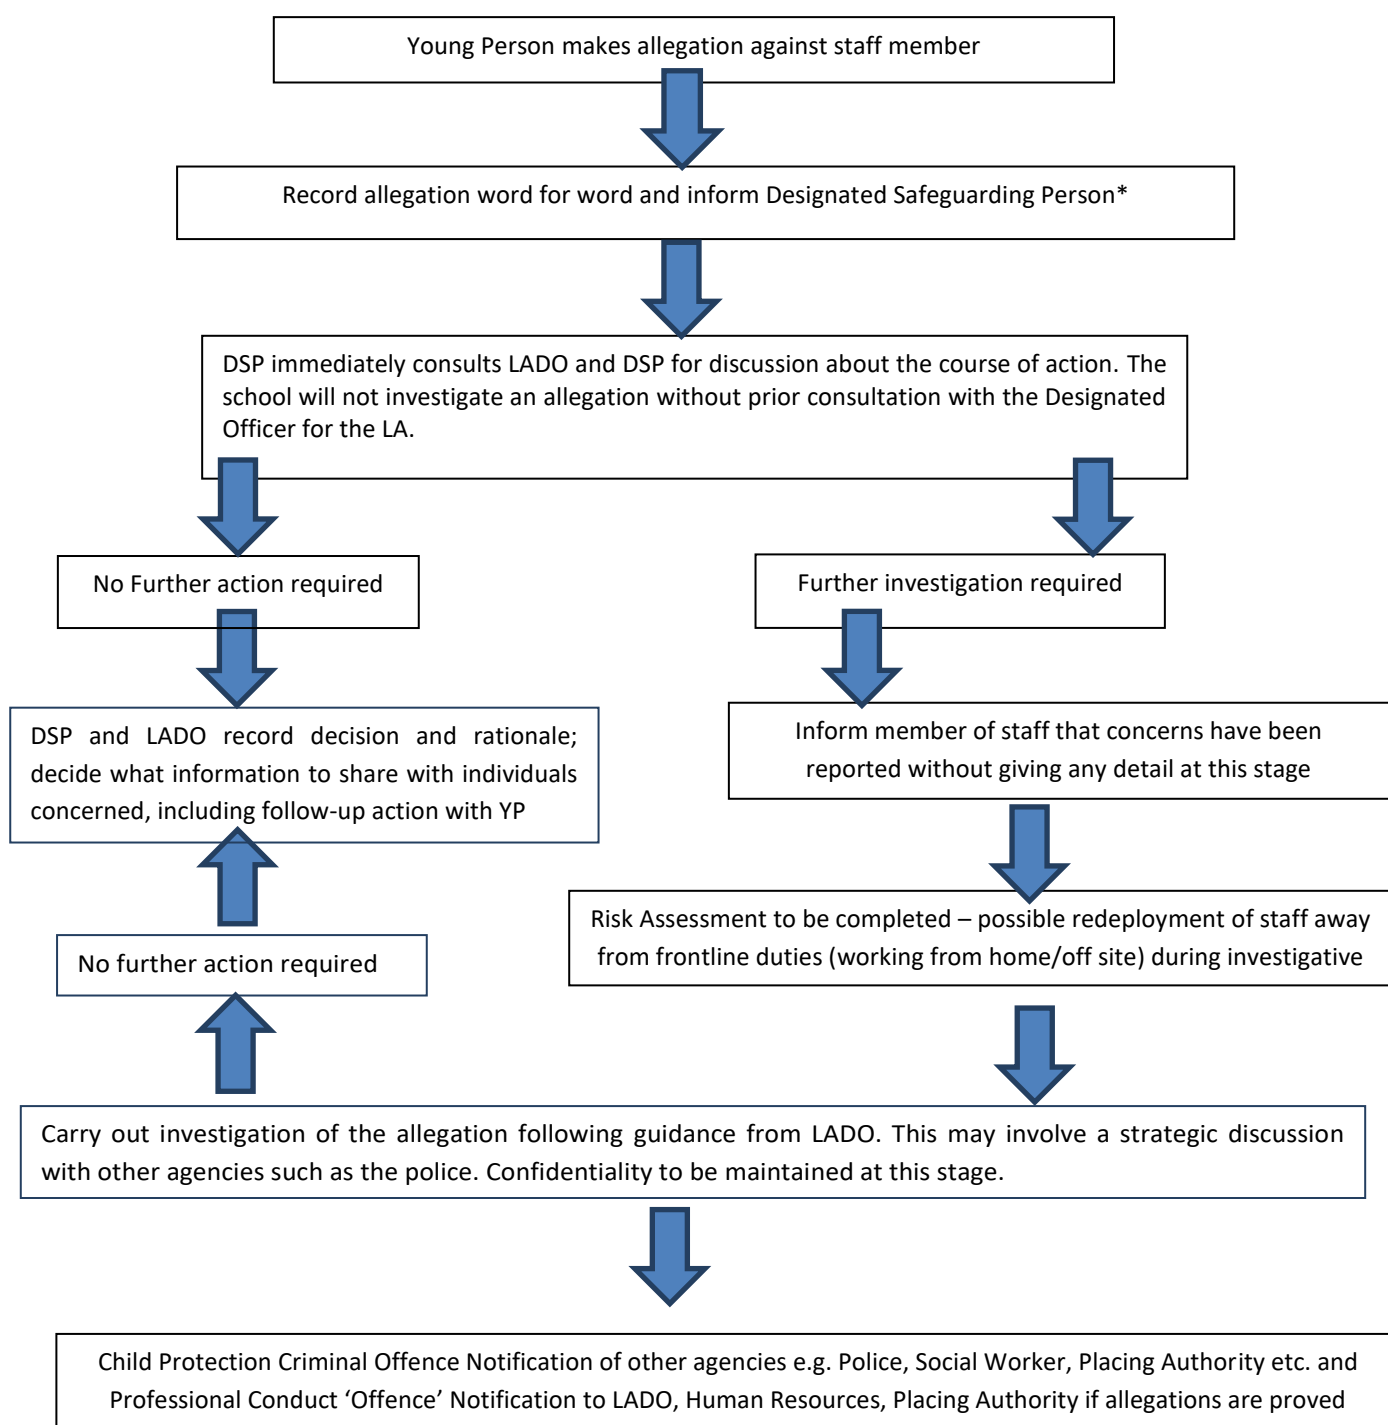 Young Person makes allegation against staff member
Record allegation word for word and inform Designated Safeguarding Person*
DSP immediately consults LADO and DSP for discussion about the course of action. The
school will not investigate an allegation without prior consultation with the Designated
Officer for the LA.
No Further action required
Further investigation required
DSP and LADO record decision and rationale;
decide what information to share with individuals
concerned, including follow-up action with YP
Inform member of staff that concerns have been
reported without giving any detail at this stage
Risk Assessment to be completed – possible redeployment of staff away
from frontline duties (working from home/off site) during investigative
No further action required
Carry out investigation of the allegation following guidance from LADO. This may involve a strategic discussion
with other agencies such as the police. Confidentiality to be maintained at this stage.
Child Protection Criminal Offence Notification of other agencies e.g. Police, Social Worker, Placing Authority etc. and
Professional Conduct ‘Offence’ Notification to LADO, Human Resources, Placing Authority if allegations are proved